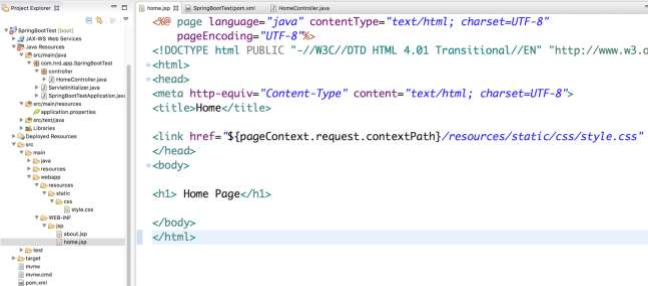 Project Explorer
SpringBootTest [boot]
JAX-WS Web Services
Java Resources
src/main/java
com.nrd.app.SpringBootTest
controller
HomeController.java
ServletInitializer.java
SpringBootTestApplication.java
src/main/resources
application.properties
src/test/java
Libraries
Deployed Resources
src
main
java
resources
webapp
resources
static
css
style.css
WEB-INF
jsp
about.jsp
home.jsp
test
target
mvnw
mvnw.cmd
pom.xml
home.jsp
SpringBootTest/pom.xml
HomeController.java
<%@ page language="java" contentType="text/html; charset=UTF-8"
pageEncoding="UTF-8"%>
<!DOCTYPE html PUBLIC "-//W3C//DTD HTML 4.01 Transitional//EN" "http://www.w3.o
<html>
<head>
<meta http-equiv="Content-Type" content="text/html; charset=UTF-8">
<title>Home</title>
<link href="${pageContext.request.contextPath}/resources/static/css/style.css"
</head>
<body>
<h1> Home Page</h1>
</body>
</html>